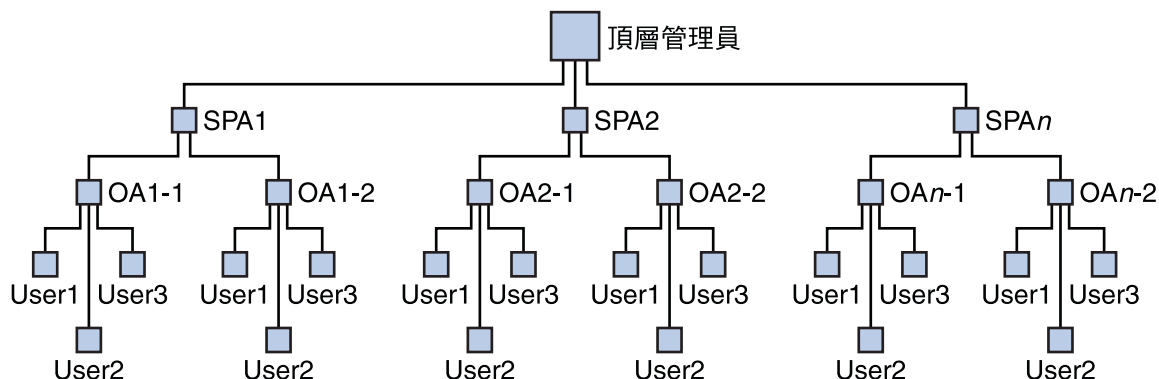 頂層管理員
SPA1
SPA2
SPAn
OA1-1
OA1-2
OA2-1
OA2-2
OAn-1
OAn-2
User1
User3
User1
User3
User1
User3
User1
User3
User1
User3
User1
User3
User2
User2
User2
User2
User2
User2